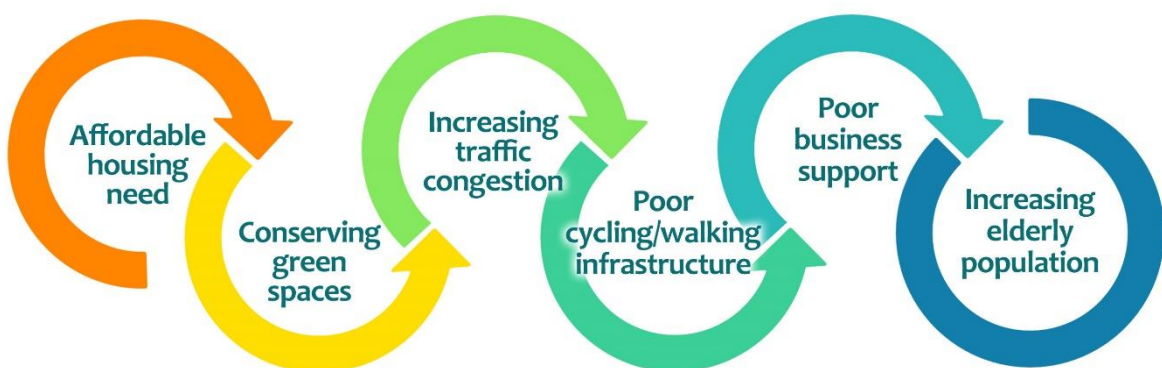 Affordable
housing
need
Conserving
green
spaces
Increasing
traffic
congestion
Poor
cycling/walking
infrastructure
Poor
business
support
Increasing
elderly
population